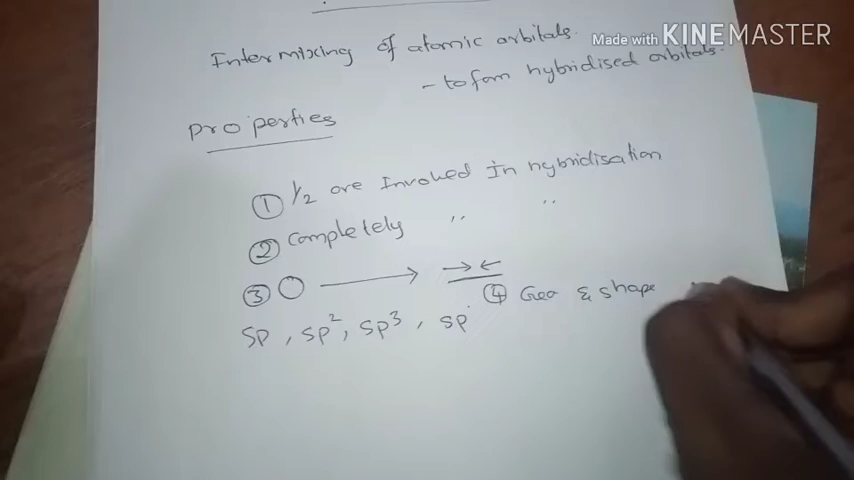 Made with KINEMASTER
Intermixing of atomic orbitals.
- to form hybridised orbitals.
Properties
① 1/2 are Involved In hybridisation
② Completely " "
③ ○ → →←
④ Geo & shape
sp, sp², sp³, sp